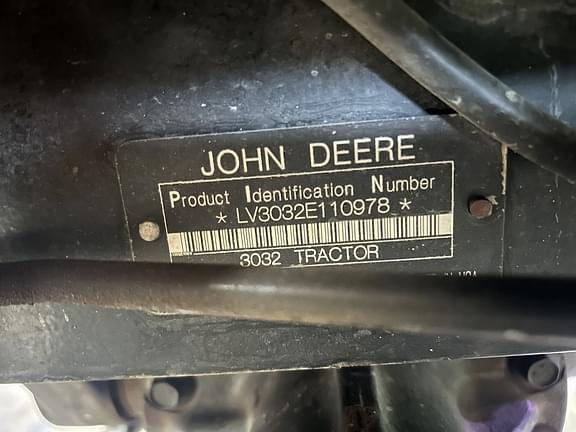 JOHN DEERE
Product Identification Number
* LV3032E110978 *
3032 TRACTOR